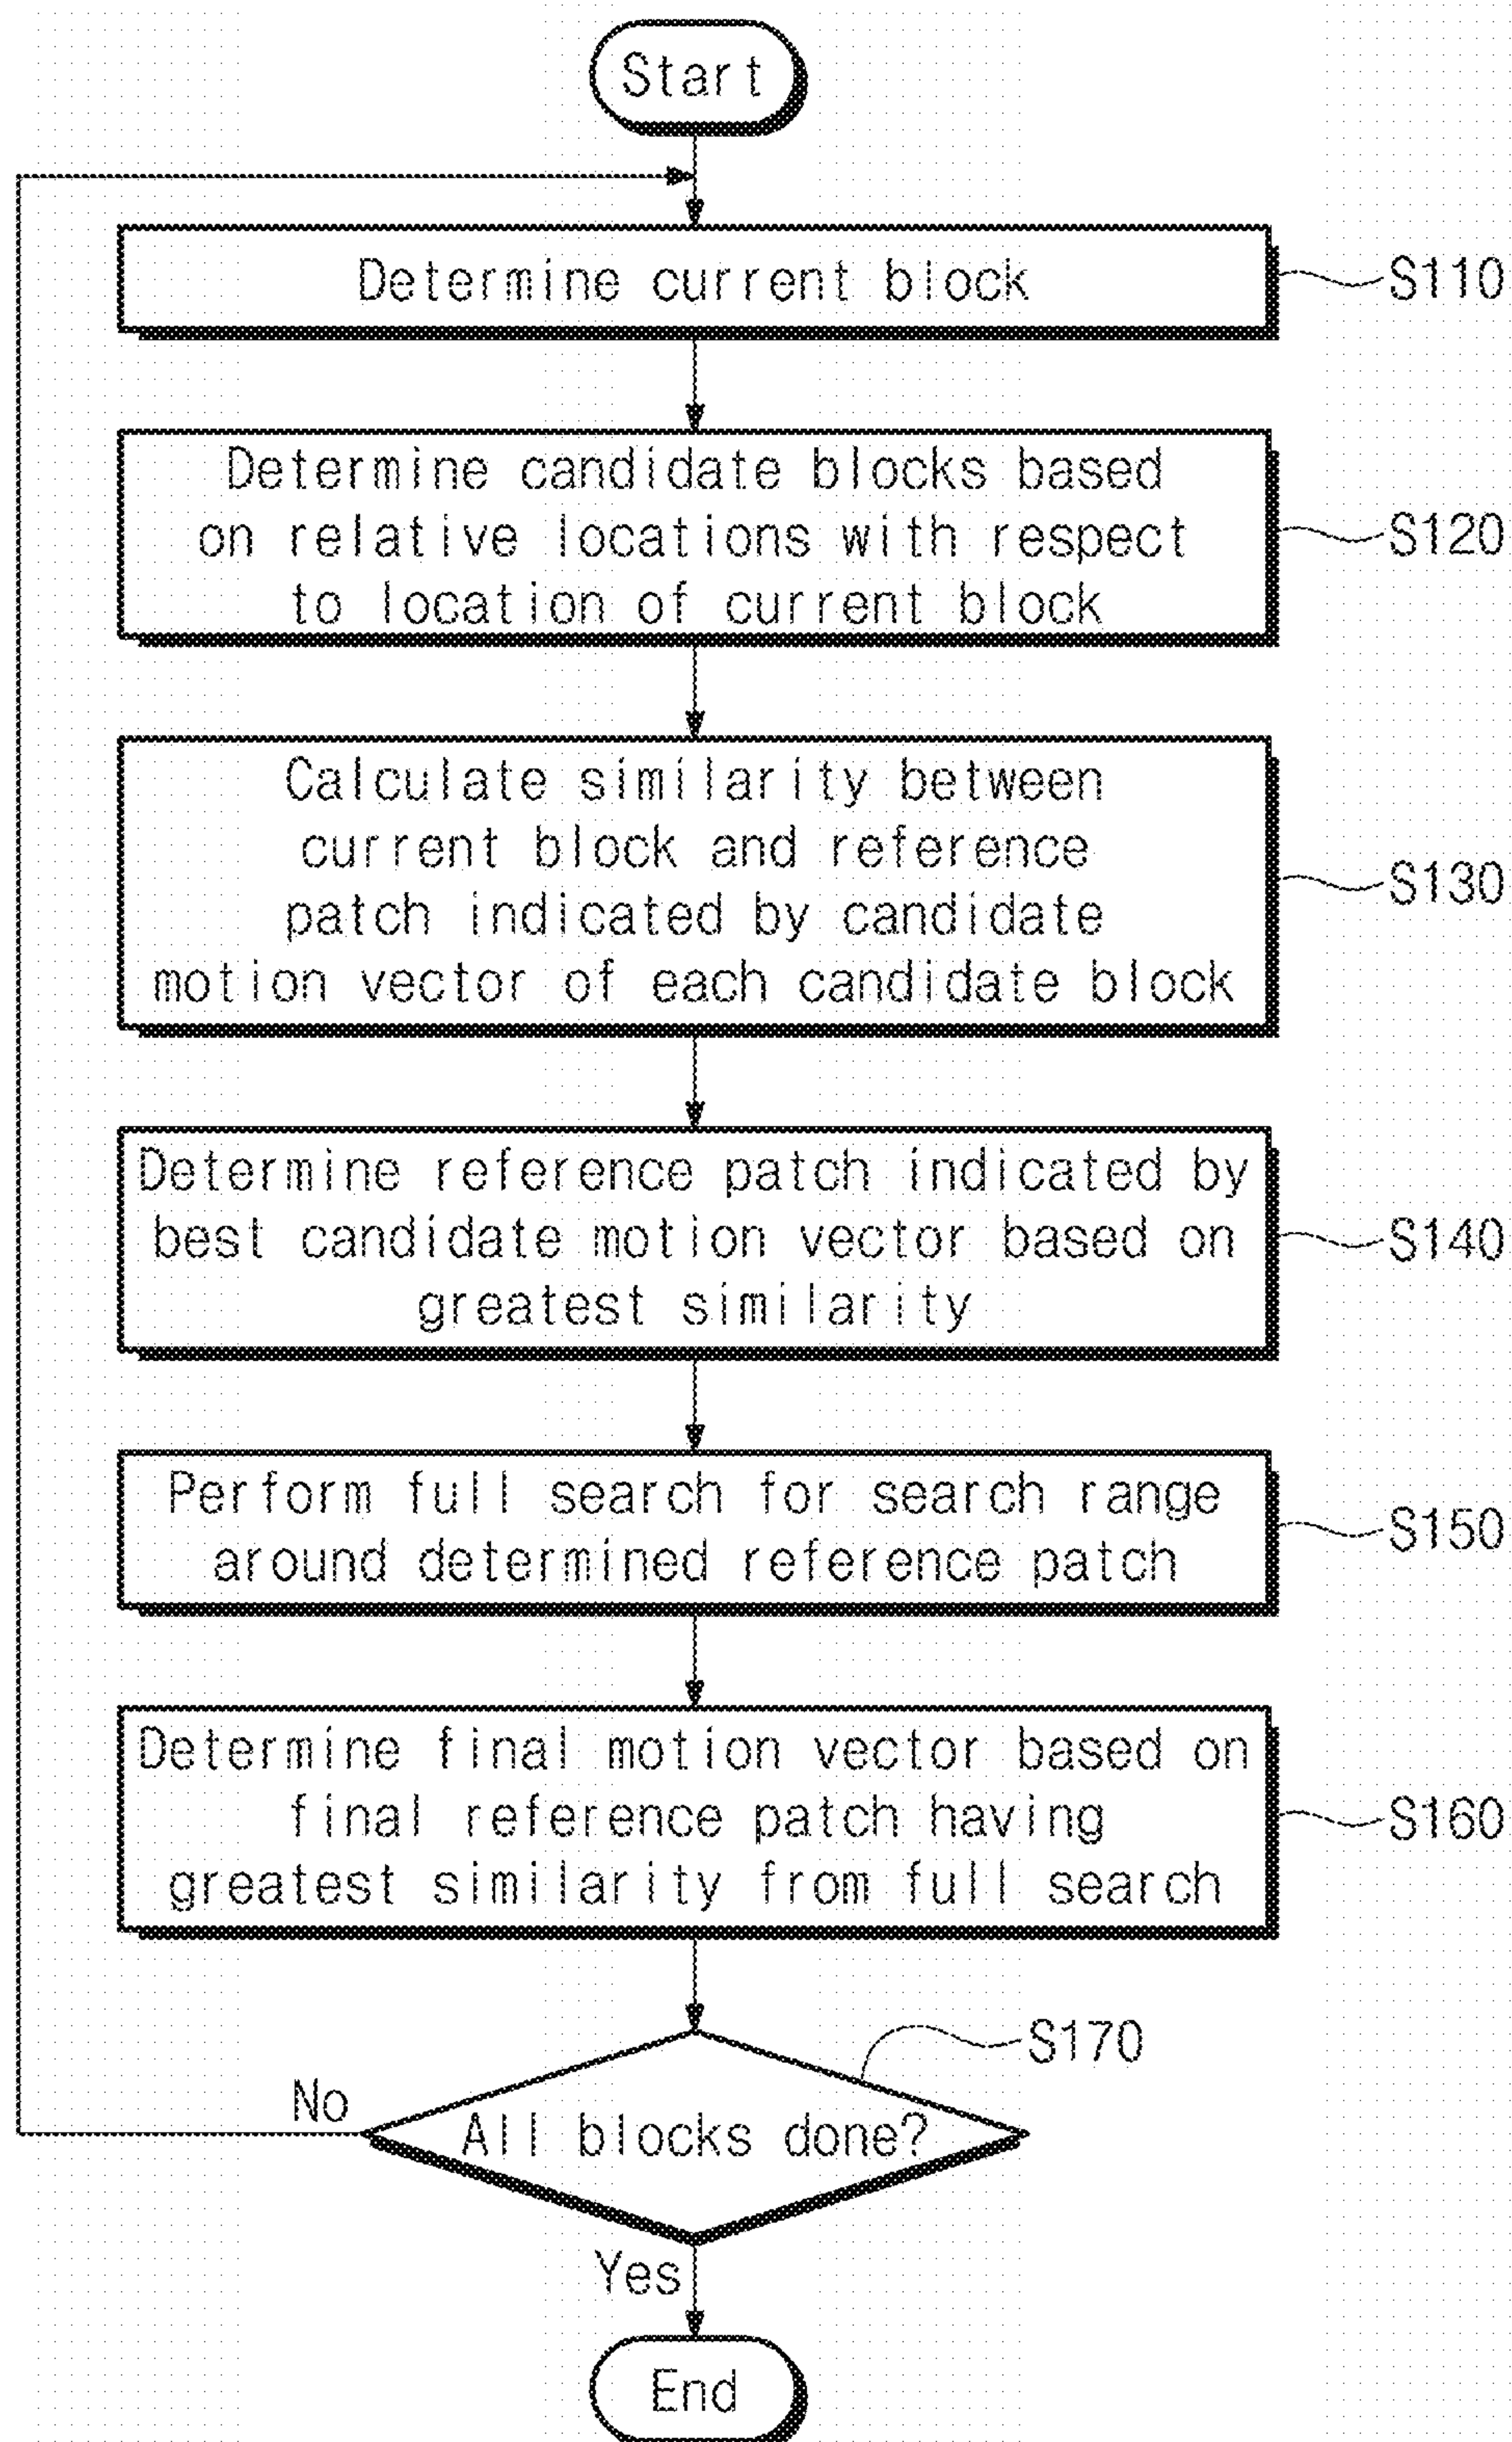 Start
Determine current block
S110
Determine candidate blocks based
on relative locations with respect
to location of current block
S120
Calculate similarity between
current block and reference
patch indicated by candidate
motion vector of each candidate block
S130
Determine reference patch indicated by
best candidate motion vector based on
greatest similarity
S140
Perform full search for search range
around determined reference patch
S150
Determine final motion vector based on
final reference patch having
greatest similarity from full search
S160
S170
No
All blocks done?
Yes
End